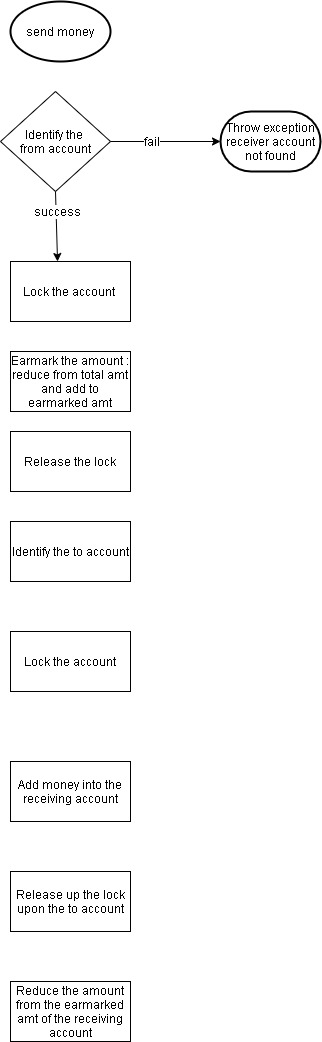 send money
Identify the
from account
fail
Throw exception
receiver account
not found
success
Lock the account
Earmark the amount :
reduce from total amt
and add to
earmarked amt
Release the lock
Identify the to account
Lock the account
Add money into the
receiving account
Release up the lock
upon the to account
Reduce the amount
from the earmarked
amt of the receiving
account